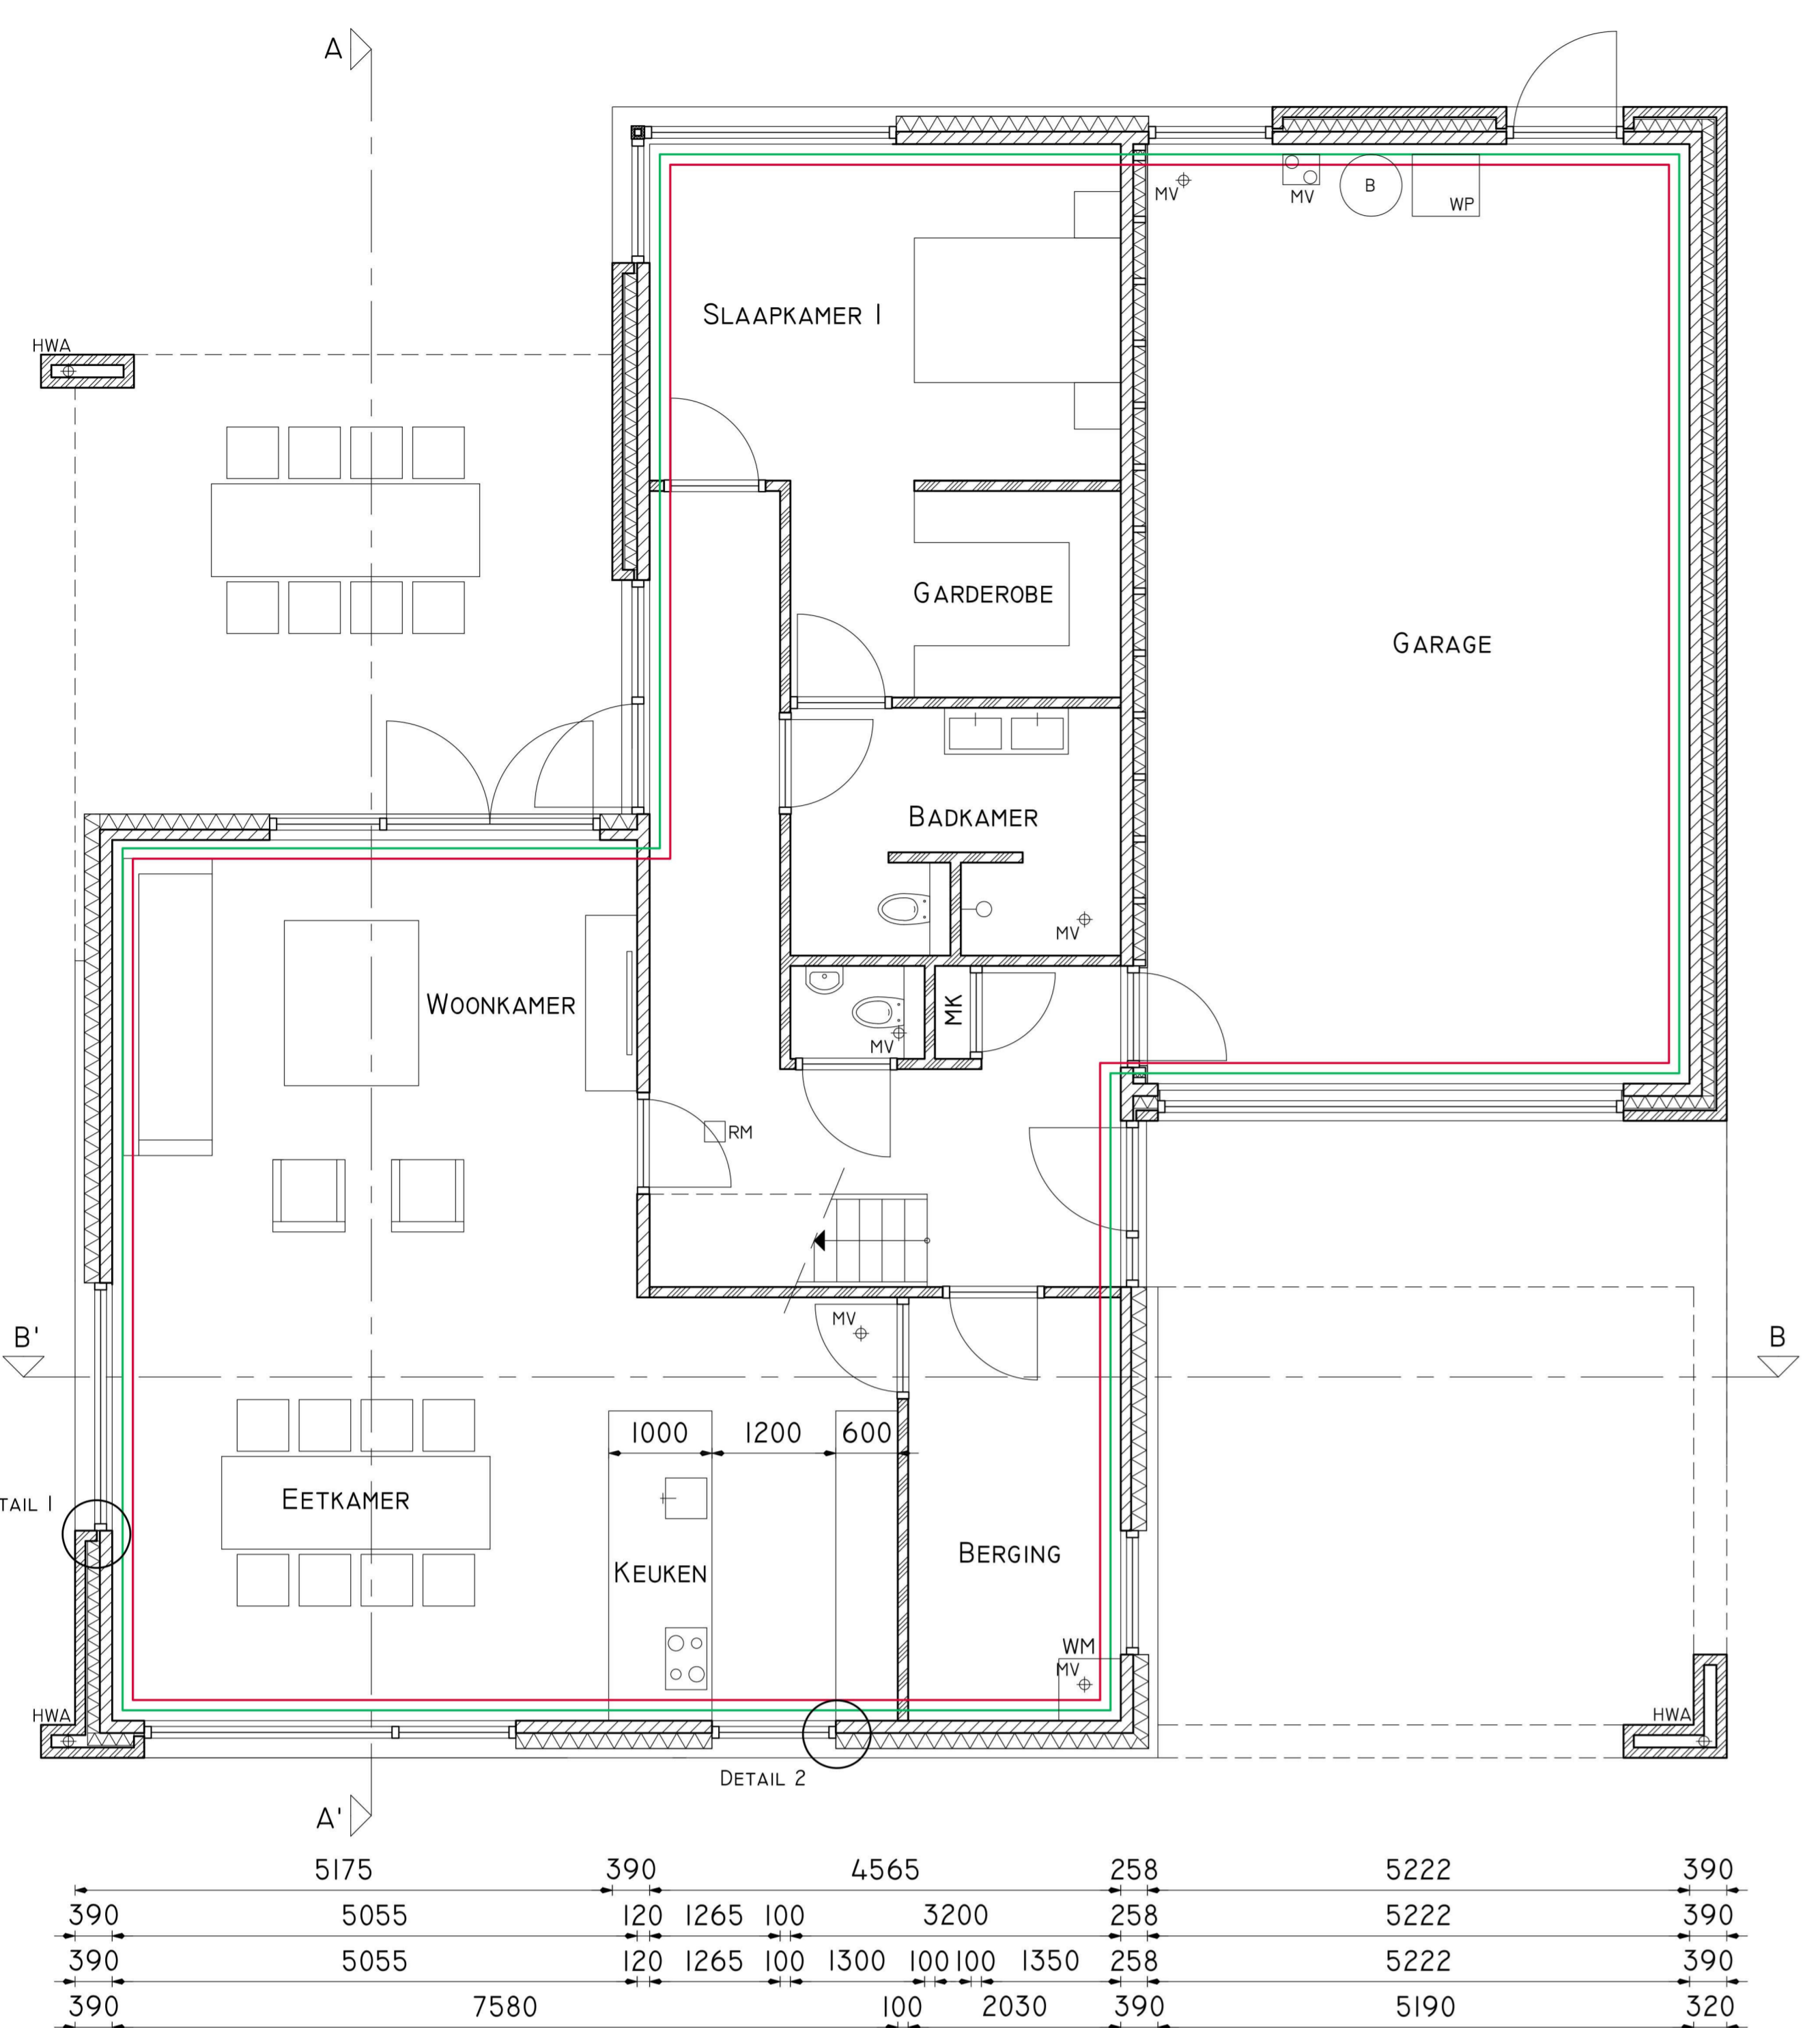 A
MV
MV
B
WP
SLAAPKAMER 1
HWA
GARDEROBE
GARAGE
BADKAMER
MV
WOONKAMER
MK
MV
RM
MV
B'
B
1000 1200 600
TAIL 1
EETKAMER
KEUKEN
BERGING
WM
MV
HWA
HWA
DETAIL 2
A'
5175 390 4565 258 5222 390
390 5055 120 1265 100 3200 258 5222 390
390 5055 120 1265 100 1300 100 100 1350 258 5222 390
390 7580 100 2030 390 5190 320